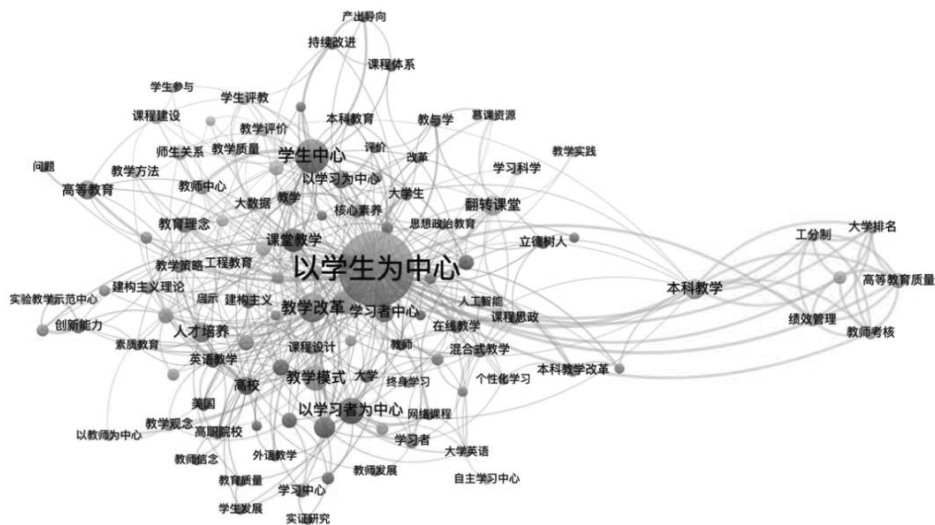 产出导向
持续改进
课程体系
学生参与
学生评教
课程建设
本科教育
教与学
慕课资源
教学评价
师生关系
教学质量
学生中心
评价
改革
教学实践
问题
教学方法
学习科学
高等教育
教师中心
以学习为中心
大学生
大数据
教学
核心素养
翻转课堂
教育理念
思想政治教育
大学排名
工分制
课堂教学
立德树人
教学策略
工程教育
以学生为中心
高等教育质量
建构主义理论
本科教学
实验教学示范中心
启示
建构主义
人工智能
教学改革
学习者中心
课程思政
绩效管理
创新能力
人才培养
在线教学
教师考核
素质教育
课程设计
教师
混合式教学
英语教学
本科教学改革
高校
教学模式
大学
终身学习
个性化学习
美国
以学习者为中心
网络课程
教学观念
高职院校
以教师为中心
学习者
外语教学
大学英语
教师信念
教师发展
教育质量
学习中心
自主学习中心
学生发展
实证研究